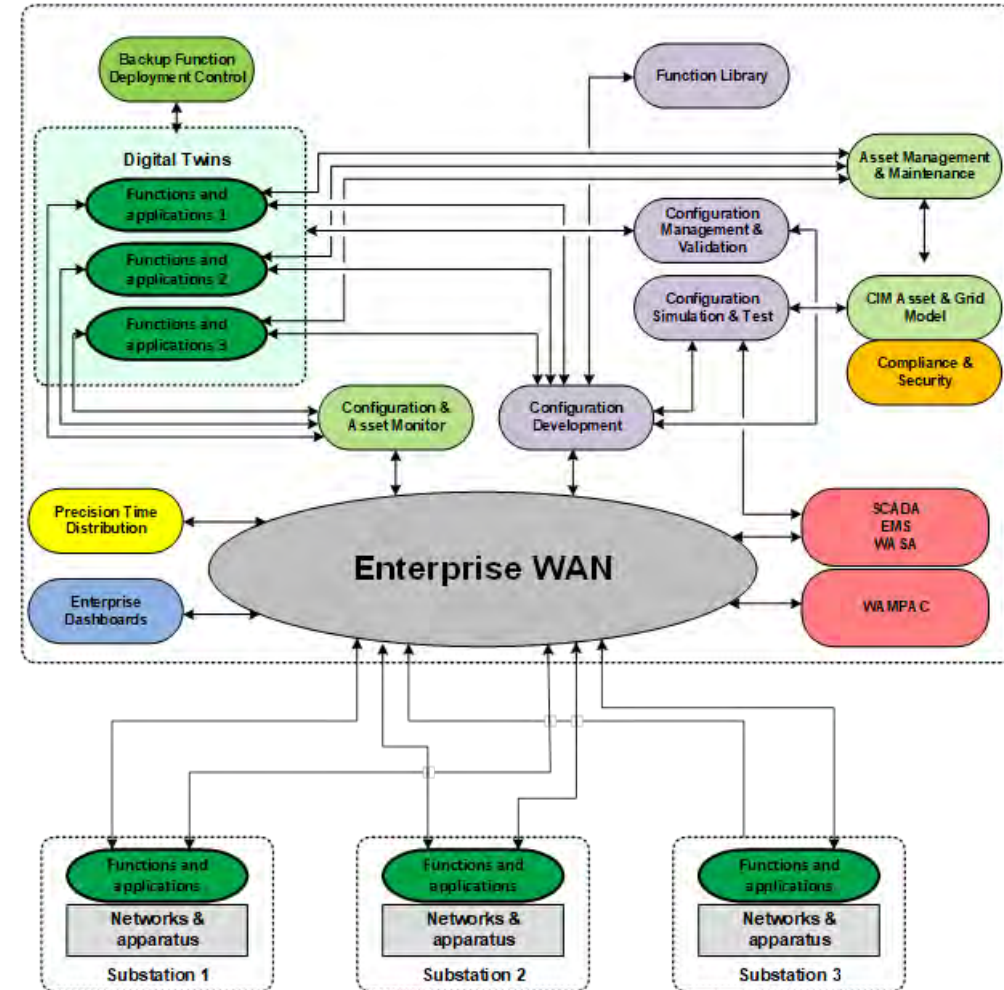 Backup Function
Deployment Control
Function Library
Digital Twins
Functions and
applications 1
Functions and
applications 2
Functions and
applications 3
Asset Management
& Maintenance
Configuration
Management &
Validation
Configuration
Simulation & Test
CIM Asset & Grid
Model
Compliance &
Security
Configuration &
Asset Monitor
Configuration
Development
Precision Time
Distribution
Enterprise WAN
SCADA
EMS
WASA
Enterprise
Dashboards
WAMPAC
Functions and
applications
Networks &
apparatus
Substation 1
Functions and
applications
Networks &
apparatus
Substation 2
Functions and
applications
Networks &
apparatus
Substation 3